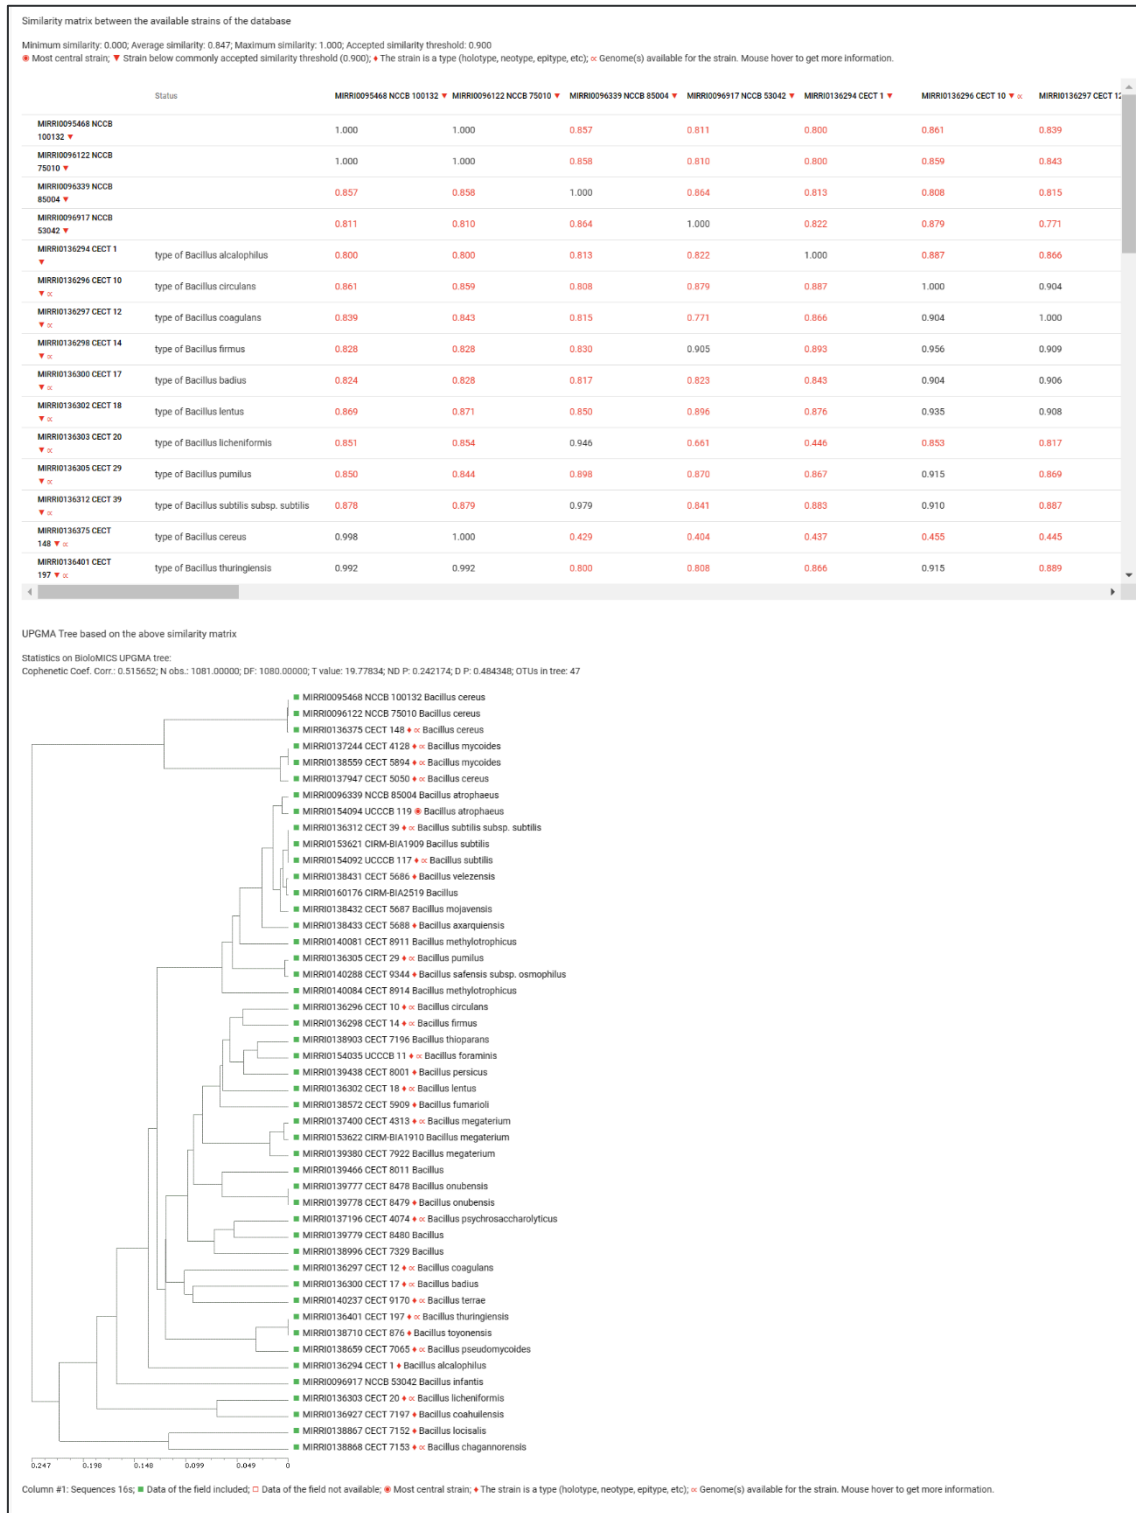 Similarity matrix between the available strains of the database
Minimum similarity: 0.000; Average similarity: 0.847; Maximum similarity: 1.000; Accepted similarity threshold: 0.900
◉ Most central strain; ▼ Strain below commonly accepted similarity threshold (0.900); ♦ The strain is a type (holotype, neotype, epitype, etc); ∝ Genome(s) available for the strain. Mouse hover to get more information.
Status MIRRI0095468 NCCB 100132 ▼ MIRRI0096122 NCCB 75010 ▼ MIRRI0096339 NCCB 85004 ▼ MIRRI0096917 NCCB 53042 ▼ MIRRI0136294 CECT 1 ▼ MIRRI0136296 CECT 10 ▼ ∝ MIRRI0136297 CECT 12
MIRRI0095468 NCCB
100132 ▼ 1.000 1.000 0.857 0.811 0.800 0.861 0.839
MIRRI0096122 NCCB
75010 ▼ 1.000 1.000 0.858 0.810 0.800 0.859 0.843
MIRRI0096339 NCCB
85004 ▼ 0.857 0.858 1.000 0.864 0.813 0.808 0.815
MIRRI0096917 NCCB
53042 ▼ 0.811 0.810 0.864 1.000 0.822 0.879 0.771
MIRRI0136294 CECT 1
▼ type of Bacillus alcalophilus 0.800 0.800 0.813 0.822 1.000 0.887 0.866
MIRRI0136296 CECT 10
▼ ∝ type of Bacillus circulans 0.861 0.859 0.808 0.879 0.887 1.000 0.904
MIRRI0136297 CECT 12
▼ ∝ type of Bacillus coagulans 0.839 0.843 0.815 0.771 0.866 0.904 1.000
MIRRI0136298 CECT 14
▼ ∝ type of Bacillus firmus 0.828 0.828 0.830 0.905 0.893 0.956 0.909
MIRRI0136300 CECT 17
▼ ∝ type of Bacillus badius 0.824 0.828 0.817 0.823 0.843 0.904 0.906
MIRRI0136302 CECT 18
▼ ∝ type of Bacillus lentus 0.869 0.871 0.850 0.896 0.876 0.935 0.908
MIRRI0136303 CECT 20
▼ ∝ type of Bacillus licheniformis 0.851 0.854 0.946 0.661 0.446 0.853 0.817
MIRRI0136305 CECT 29
▼ ∝ type of Bacillus pumilus 0.850 0.844 0.898 0.870 0.867 0.915 0.869
MIRRI0136312 CECT 39
▼ ∝ type of Bacillus subtilis subsp. subtilis 0.878 0.879 0.979 0.841 0.883 0.910 0.887
MIRRI0136375 CECT
148 ▼ ∝ type of Bacillus cereus 0.998 1.000 0.429 0.404 0.437 0.455 0.445
MIRRI0136401 CECT
197 ▼ ∝ type of Bacillus thuringiensis 0.992 0.992 0.800 0.808 0.866 0.915 0.889
UPGMA Tree based on the above similarity matrix
Statistics on BioloMICS UPGMA tree:
Cophenetic Coef. Corr.: 0.515652; N obs.: 1081.00000; DF: 1080.00000; T value: 19.77834; ND P: 0.242174; D P: 0.484348; OTUs in tree: 47
MIRRI0095468 NCCB 100132 Bacillus cereus
MIRRI0096122 NCCB 75010 Bacillus cereus
MIRRI0136375 CECT 148 ♦ ∝ Bacillus cereus
MIRRI0137244 CECT 4128 ♦ ∝ Bacillus mycoides
MIRRI0138559 CECT 5894 ♦ ∝ Bacillus mycoides
MIRRI0137947 CECT 5050 ♦ ∝ Bacillus cereus
MIRRI0096339 NCCB 85004 Bacillus atrophaeus
MIRRI0154094 UCCCB 119 ◉ Bacillus atrophaeus
MIRRI0136312 CECT 39 ♦ ∝ Bacillus subtilis subsp. subtilis
MIRRI0153621 CIRM-BIA1909 Bacillus subtilis
MIRRI0154092 UCCCB 117 ♦ ∝ Bacillus subtilis
MIRRI0138431 CECT 5686 ♦ Bacillus velezensis
MIRRI0160176 CIRM-BIA2519 Bacillus
MIRRI0138432 CECT 5687 Bacillus mojavensis
MIRRI0138433 CECT 5688 ♦ Bacillus axarquiensis
MIRRI0140081 CECT 8911 Bacillus methylotrophicus
MIRRI0136305 CECT 29 ♦ ∝ Bacillus pumilus
MIRRI0140288 CECT 9344 ♦ Bacillus safensis subsp. osmophilus
MIRRI0140084 CECT 8914 Bacillus methylotrophicus
MIRRI0136296 CECT 10 ♦ ∝ Bacillus circulans
MIRRI0136298 CECT 14 ♦ ∝ Bacillus firmus
MIRRI0138903 CECT 7196 Bacillus thioparans
MIRRI0154035 UCCCB 11 ♦ ∝ Bacillus foraminis
MIRRI0139438 CECT 8001 ♦ Bacillus persicus
MIRRI0136302 CECT 18 ♦ ∝ Bacillus lentus
MIRRI0138572 CECT 5909 ♦ Bacillus fumarioli
MIRRI0137400 CECT 4313 ♦ ∝ Bacillus megaterium
MIRRI0153622 CIRM-BIA1910 Bacillus megaterium
MIRRI0139380 CECT 7922 Bacillus megaterium
MIRRI0139466 CECT 8011 Bacillus
MIRRI0139777 CECT 8478 Bacillus onubensis
MIRRI0139778 CECT 8479 ♦ Bacillus onubensis
MIRRI0137196 CECT 4074 ♦ ∝ Bacillus psychrosaccharolyticus
MIRRI0139779 CECT 8480 Bacillus
MIRRI0138996 CECT 7329 Bacillus
MIRRI0136297 CECT 12 ♦ ∝ Bacillus coagulans
MIRRI0136300 CECT 17 ♦ ∝ Bacillus badius
MIRRI0140237 CECT 9170 ♦ ∝ Bacillus terrae
MIRRI0136401 CECT 197 ♦ ∝ Bacillus thuringiensis
MIRRI0138710 CECT 876 ♦ Bacillus toyonensis
MIRRI0138659 CECT 7065 ♦ ∝ Bacillus pseudomycoides
MIRRI0136294 CECT 1 ♦ Bacillus alcalophilus
MIRRI0096917 NCCB 53042 Bacillus infantis
MIRRI0136303 CECT 20 ♦ ∝ Bacillus licheniformis
MIRRI0136927 CECT 7197 ♦ Bacillus coahuilensis
MIRRI0138867 CECT 7152 ♦ Bacillus locisalis
MIRRI0138868 CECT 7153 ♦ ∝ Bacillus chagannorensis
0.247 0.198 0.148 0.099 0.049 0
Column #1: Sequences 16s; ■ Data of the field included; □ Data of the field not available; ◉ Most central strain; ♦ The strain is a type (holotype, neotype, epitype, etc); ∝ Genome(s) available for the strain. Mouse hover to get more information.